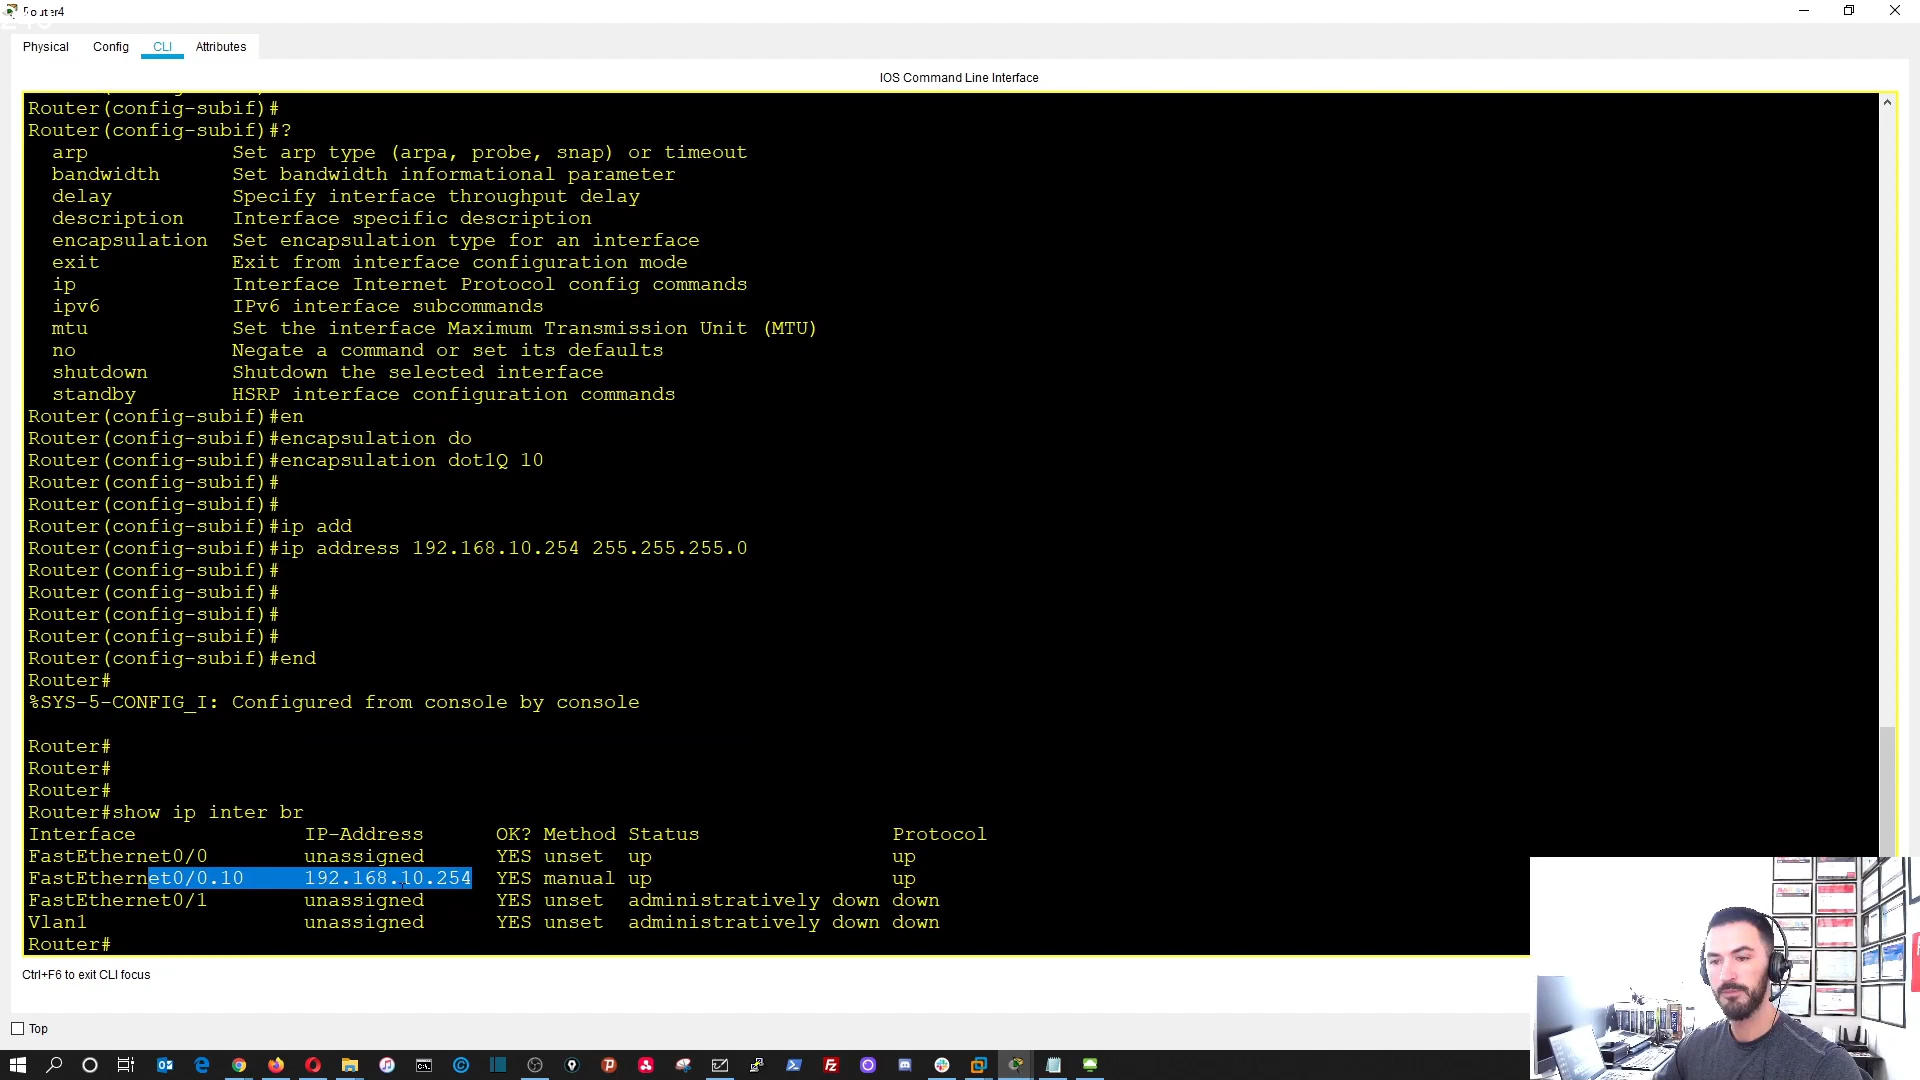 Router4
Physical Config CLI Attributes
IOS Command Line Interface
Router(config-subif)#
Router(config-subif)#?
arp Set arp type (arpa, probe, snap) or timeout
bandwidth Set bandwidth informational parameter
delay Specify interface throughput delay
description Interface specific description
encapsulation Set encapsulation type for an interface
exit Exit from interface configuration mode
ip Interface Internet Protocol config commands
ipv6 IPv6 interface subcommands
mtu Set the interface Maximum Transmission Unit (MTU)
no Negate a command or set its defaults
shutdown Shutdown the selected interface
standby HSRP interface configuration commands
Router(config-subif)#en
Router(config-subif)#encapsulation do
Router(config-subif)#encapsulation dot1Q 10
Router(config-subif)#
Router(config-subif)#
Router(config-subif)#ip add
Router(config-subif)#ip address 192.168.10.254 255.255.255.0
Router(config-subif)#
Router(config-subif)#
Router(config-subif)#
Router(config-subif)#
Router(config-subif)#end
Router#
%SYS-5-CONFIG_I: Configured from console by console
Router#
Router#
Router#
Router#show ip inter br
Interface IP-Address OK? Method Status Protocol
FastEthernet0/0 unassigned YES unset up up
FastEthernet0/0.10 192.168.10.254 YES manual up up
FastEthernet0/1 unassigned YES unset administratively down down
Vlan1 unassigned YES unset administratively down down
Router#
Ctrl+F6 to exit CLI focus
Top